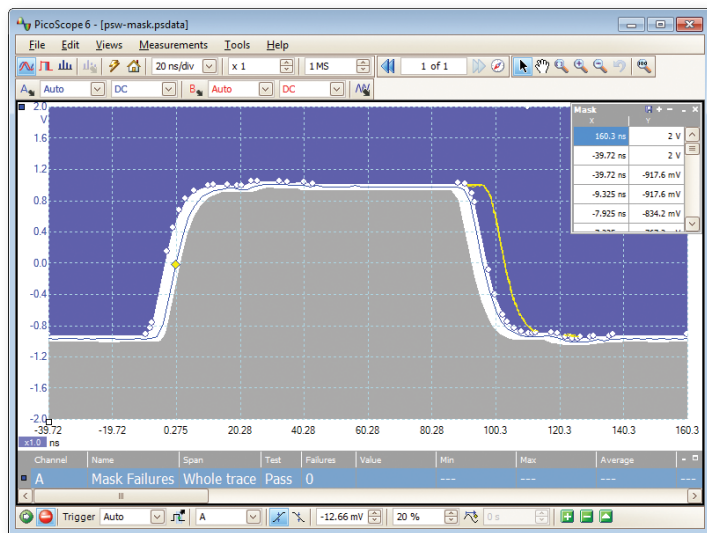 PicoScope 6 - [psw-mask.psdata]
File Edit Views Measurements Tools Help
20 ns/div x 1 1 MS 1 of 1
A Auto DC B Auto DC
2.0
V
1.6
1.2
0.8
0.4
0.0
-0.4
-0.8
-1.2
-1.6
-2.0
Mask
X Y
160.3 ns 2 V
-39.72 ns 2 V
-39.72 ns -917.6 mV
-9.325 ns -917.6 mV
-7.925 ns -834.2 mV
-39.72 -19.72 0.275 20.28 40.28 60.28 80.28 100.3 120.3 140.3 160.3
x1.0 ns
Channel Name Span Test Failures Value Min Max Average
A Mask Failures Whole trace Pass 0 --- --- ---
Trigger Auto A -12.66 mV 20 % 0 s